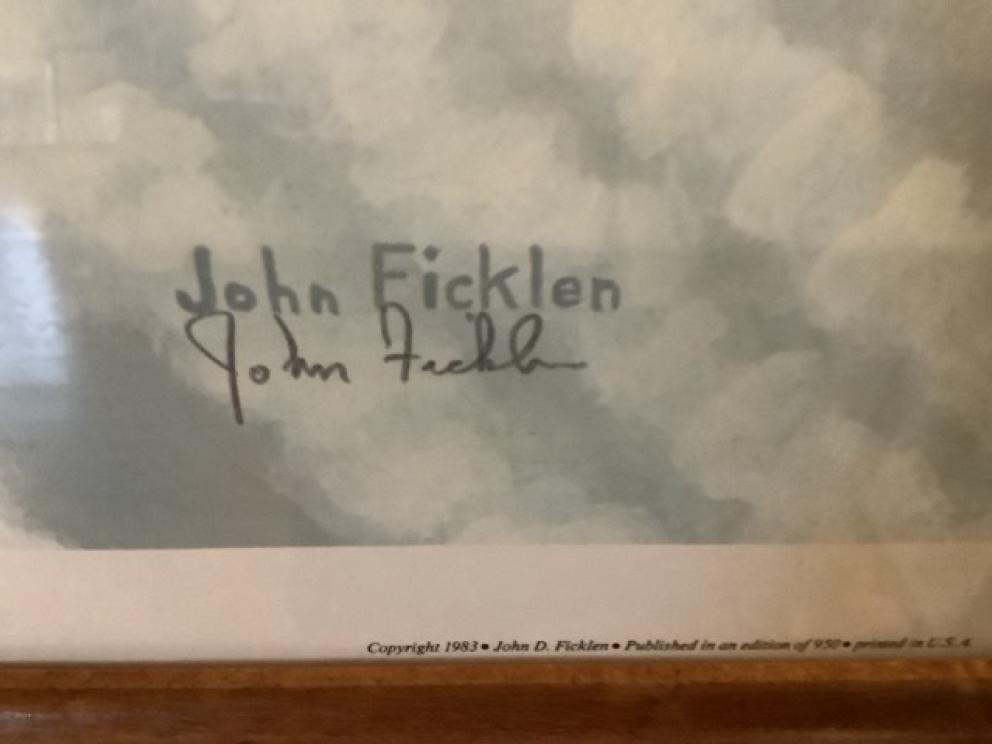 John Ficklen
John Ficklen
Copyright 1983 • John D. Ficklen • Published in an edition of 950 • printed in U.S.A.